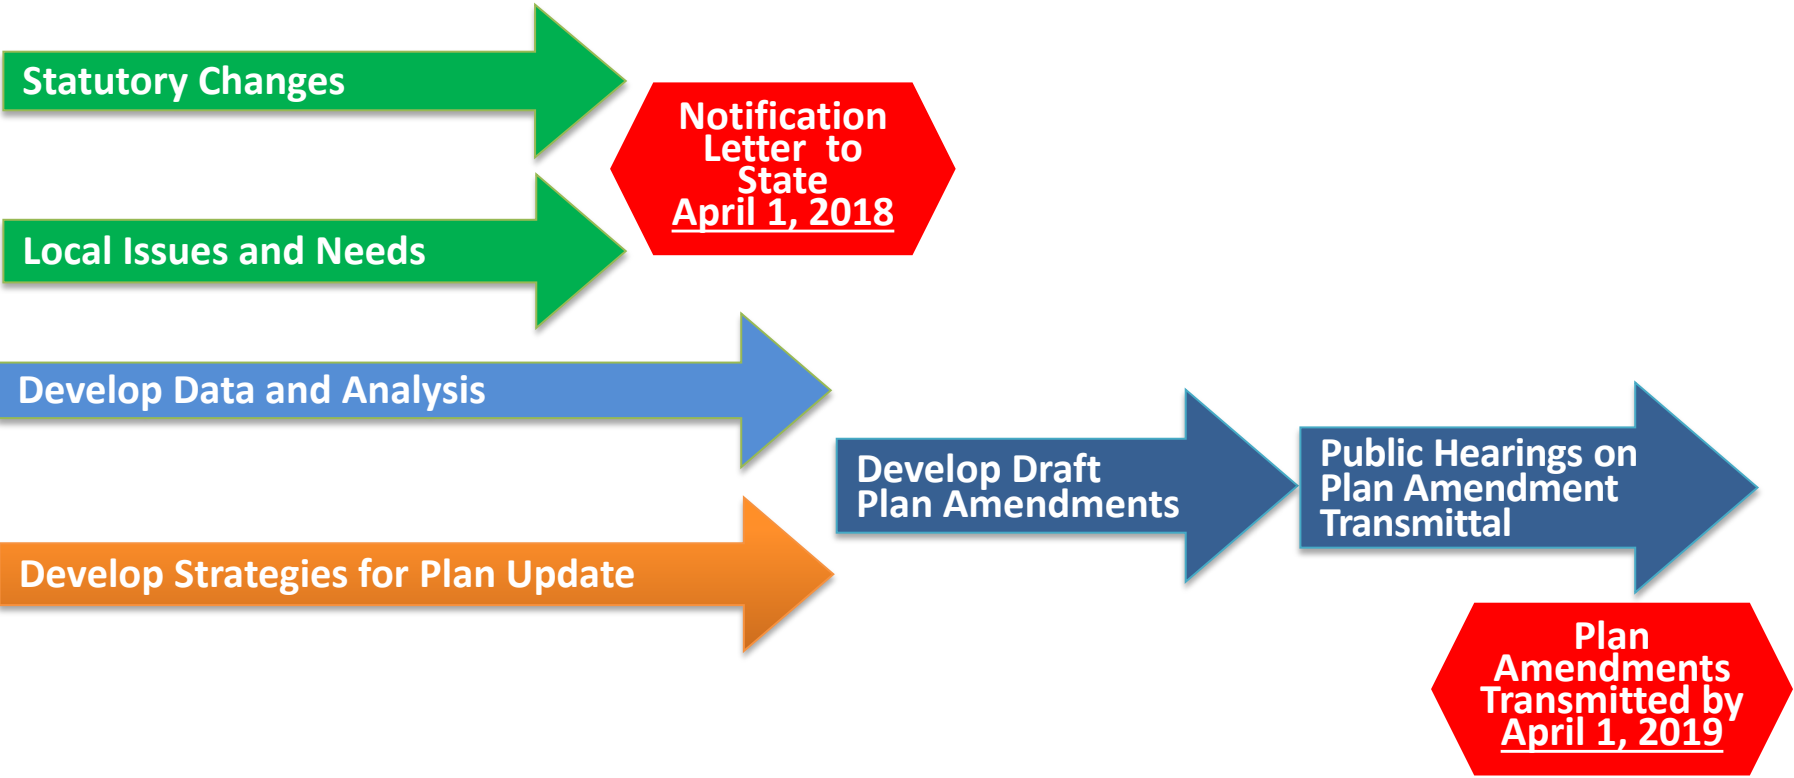 Statutory Changes
Notification
Letter  to
State
April 1, 2018
Local Issues and Needs
Develop Data and Analysis
Develop Draft
Plan Amendments
Public Hearings on
Plan Amendment
Transmittal
Develop Strategies for Plan Update
Plan
Amendments
Transmitted by
April 1, 2019